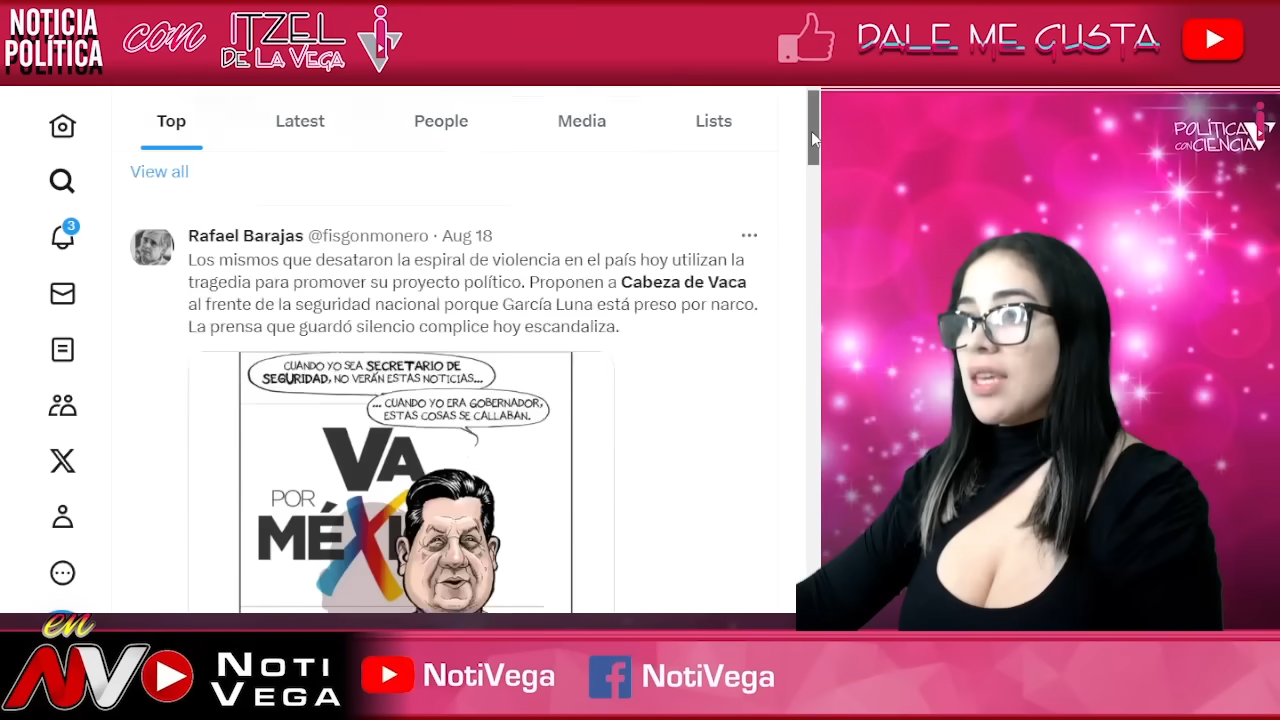 NOTICIA
POLÍTICA
con
ITZEL
DE LA VEGA
DALE ME GUSTA
Top
Latest
People
Media
Lists
View all
3
Rafael Barajas @fisgonmonero · Aug 18
Los mismos que desataron la espiral de violencia en el país hoy utilizan la
tragedia para promover su proyecto político. Proponen a Cabeza de Vaca
al frente de la seguridad nacional porque García Luna está preso por narco.
La prensa que guardó silencio complice hoy escandaliza.
CUANDO YO SEA SECRETARIO DE
SEGURIDAD, NO VERÁN ESTAS NOTICIAS...
... CUANDO YO ERA GOBERNADOR,
ESTAS COSAS SE CALLABAN.
VA
POR
MÉXI
POLÍTICA
CON CIENCIA
en
NV
NOTI
VEGA
NotiVega
NotiVega